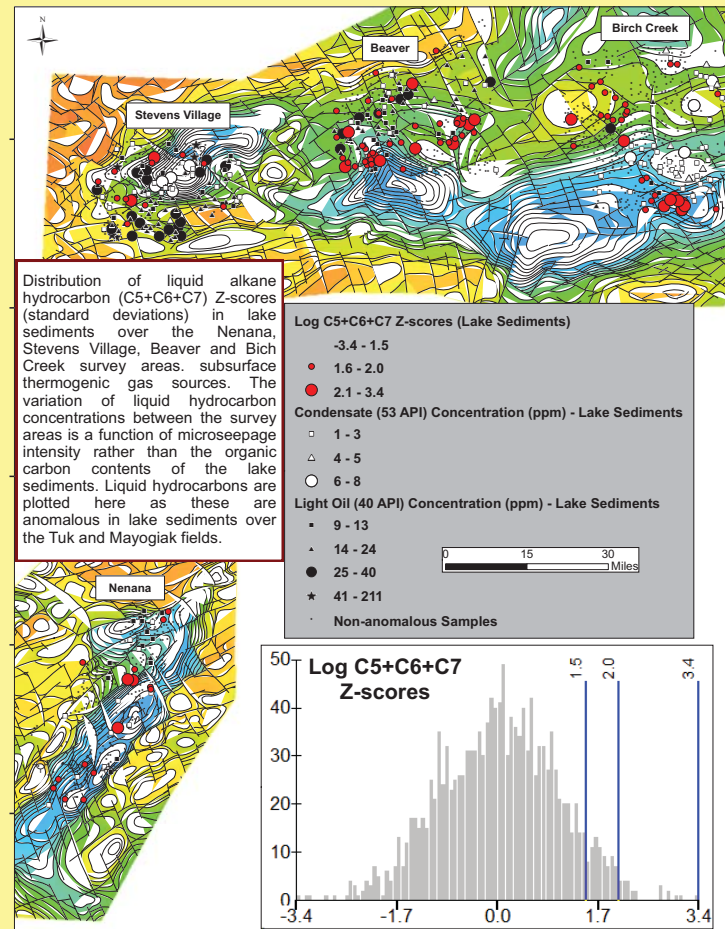 N
Birch Creek
Beaver
Stevens Village
Distribution of liquid alkane
hydrocarbon (C5+C6+C7) Z-scores
(standard deviations) in lake
sediments over the Nenana,
Stevens Village, Beaver and Bich
Creek survey areas. subsurface
thermogenic gas sources. The
variation of liquid hydrocarbon
concentrations between the survey
areas is a function of microseepage
intensity rather than the organic
carbon contents of the lake
sediments. Liquid hydrocarbons are
plotted here as these are
anomalous in lake sediments over
the Tuk and Mayogiak fields.
Log C5+C6+C7 Z-scores (Lake Sediments)
-3.4 - 1.5
1.6 - 2.0
2.1 - 3.4
Condensate (53 API) Concentration (ppm) - Lake Sediments
1 - 3
4 - 5
6 - 8
Light Oil (40 API) Concentration (ppm) - Lake Sediments
9 - 13
14 - 24
25 - 40
41 - 211
Non-anomalous Samples
0 15 30
Miles
Nenana
Log C5+C6+C7
Z-scores
1.5 2.0 3.4
50
40
30
20
10
0
-3.4 -1.7 0.0 1.7 3.4